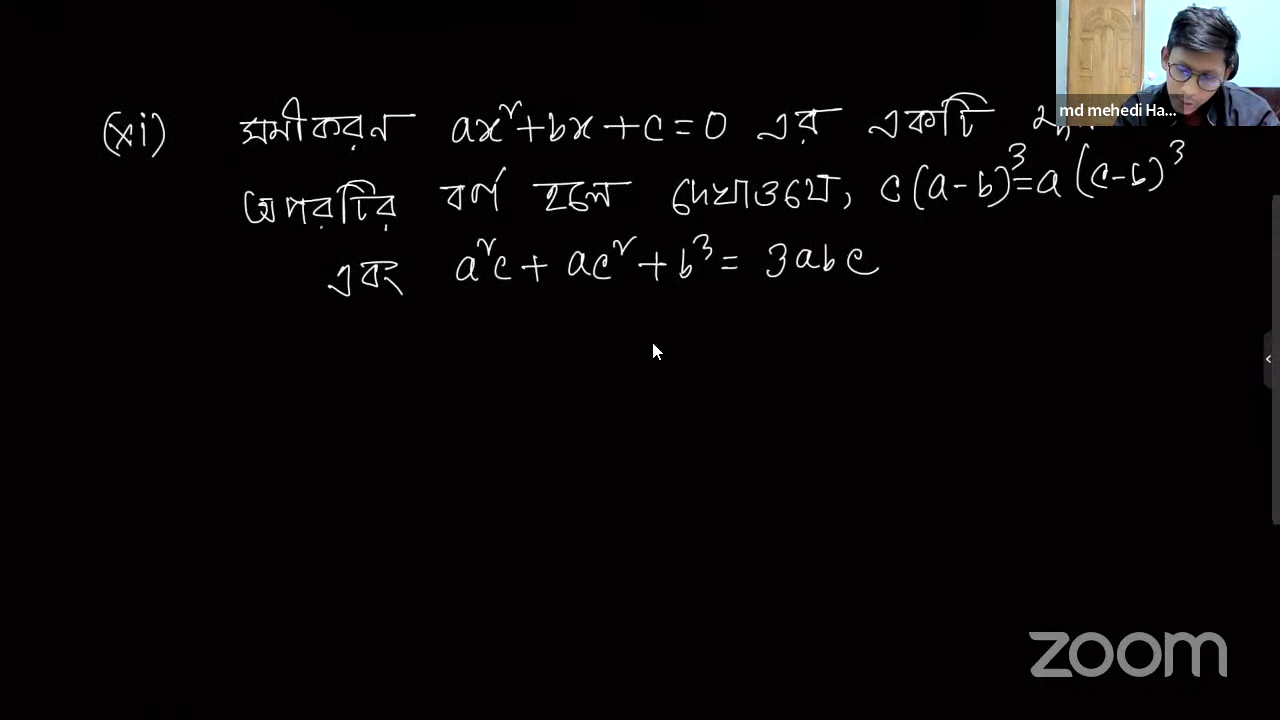 md mehedi Ha...
(xi) সমীকরণ ax²+bx+c=0 এর একটি
অপরটির বর্গ হলে দেখাওযে, c(a-b)³=a(c-b)³
এবং a²c+ac²+b³= 3abc
zoom